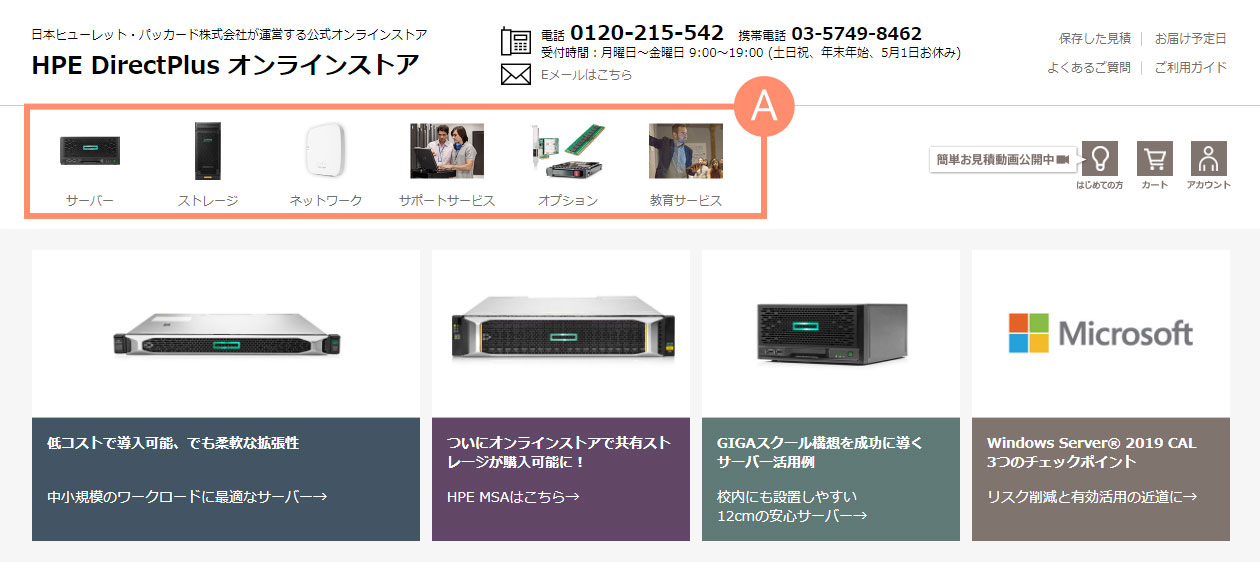 日本ヒューレット・パッカード株式会社が運営する公式オンラインストア
HPE DirectPlus オンラインストア
電話 0120-215-542 携帯電話 03-5749-8462
受付時間：月曜日～金曜日 9:00～19:00 (土日祝、年末年始、5月1日お休み)
Eメールはこちら
保存した見積 | お届け予定日
よくあるご質問 | ご利用ガイド
A
サーバー
ストレージ
ネットワーク
サポートサービス
オプション
教育サービス
簡単お見積動画公開中
はじめての方
カート
アカウント
低コストで導入可能、でも柔軟な拡張性
中小規模のワークロードに最適なサーバー→
ついにオンラインストアで共有スト
レージが購入可能に！
HPE MSAはこちら→
GIGAスクール構想を成功に導く
サーバー活用例
校内にも設置しやすい
12cmの安心サーバー→
Microsoft
Windows Server® 2019 CAL
3つのチェックポイント
リスク削減と有効活用の近道に→